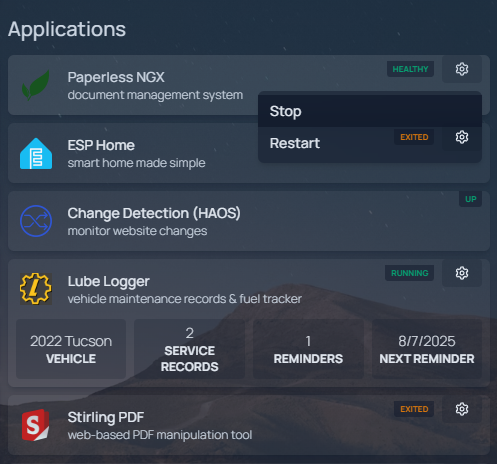 Applications
HEALTHY
Paperless NGX
document management system
Stop
Restart
EXITED
ESP Home
smart home made simple
UP
Change Detection (HAOS)
monitor website changes
RUNNING
Lube Logger
vehicle maintenance records & fuel tracker
2022 Tucson
VEHICLE
2
SERVICE
RECORDS
1
REMINDERS
8/7/2025
NEXT REMINDER
EXITED
Stirling PDF
web-based PDF manipulation tool